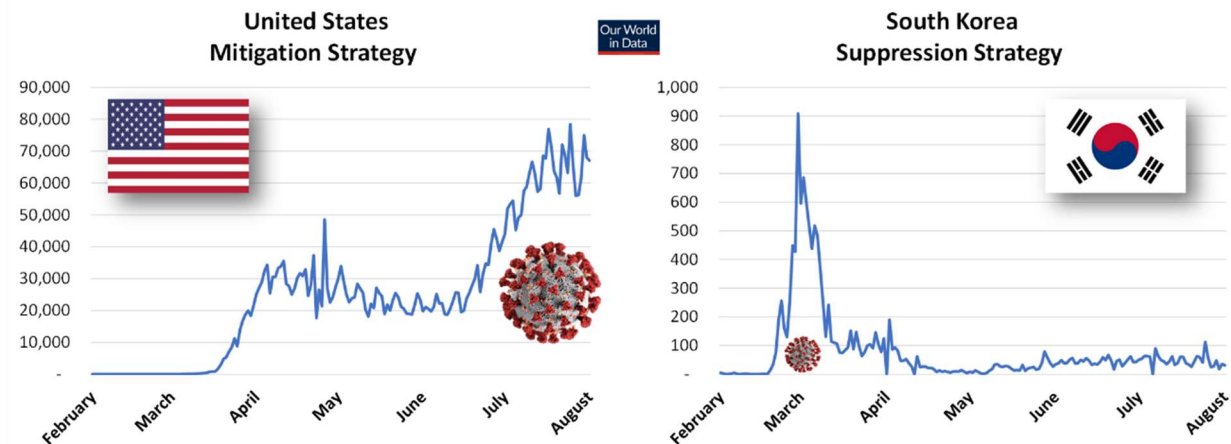 United States
Mitigation Strategy
90,000
80,000
70,000
60,000
50,000
40,000
30,000
20,000
10,000
-
February
March
April
May
June
July
August
Our World
in Data
South Korea
Suppression Strategy
1,000
900
800
700
600
500
400
300
200
100
-
February
March
April
May
June
July
August